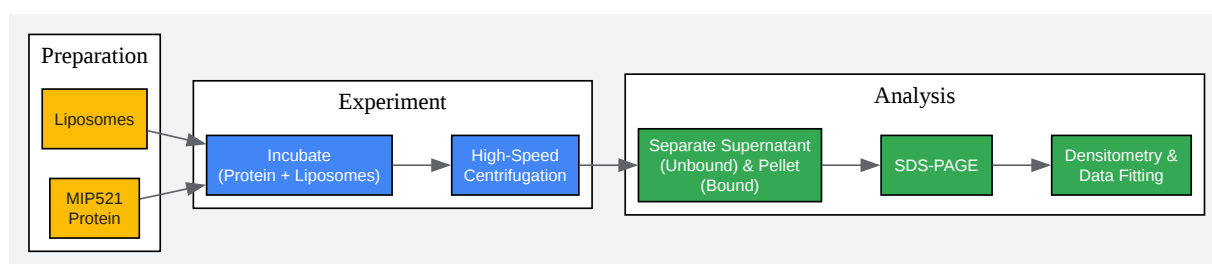 Preparation
Liposomes
MIP521
Protein
Experiment
Incubate
(Protein + Liposomes)
High-Speed
Centrifugation
Analysis
Separate Supernatant
(Unbound) & Pellet
(Bound)
SDS-PAGE
Densitometry &
Data Fitting